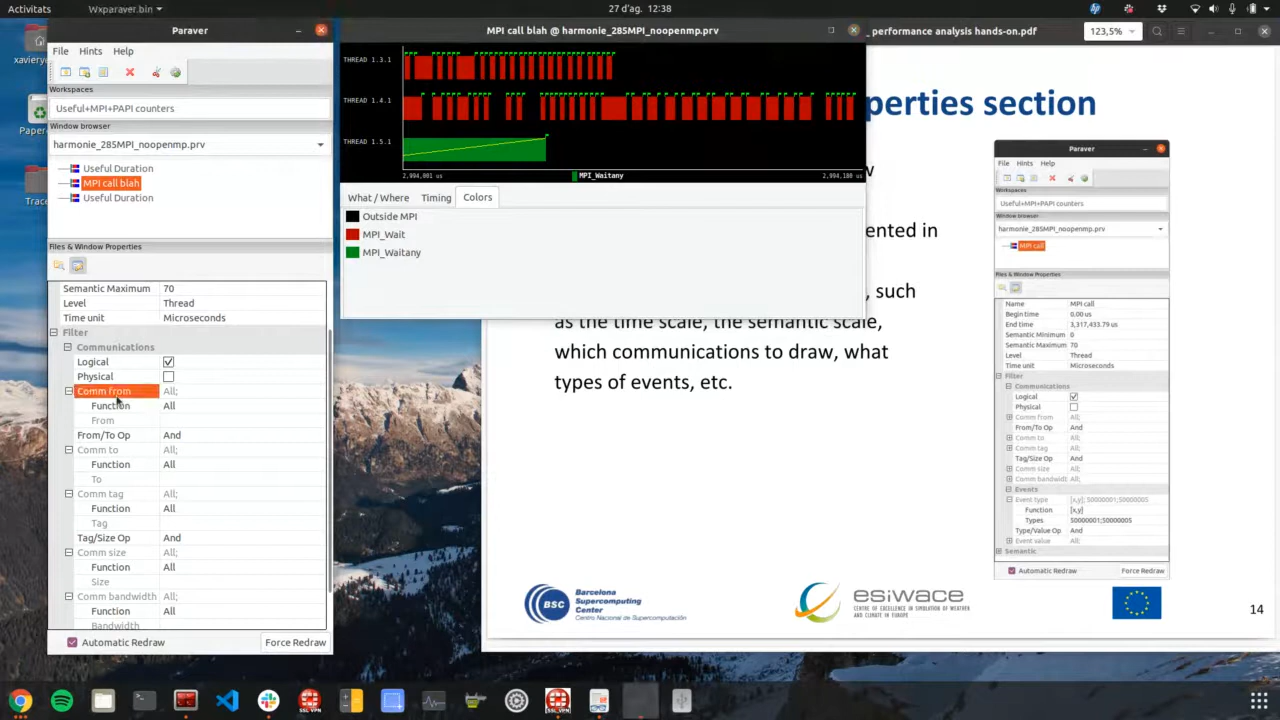 Activitats
Wxparaver.bin
27 d'ag. 12:38
Paraver
File Hints Help
Workspaces
Useful+MPI+PAPI counters
Window browser
harmonie_28SMPI_noopenmp.prv
Useful Duration
MPI call blah
Useful Duration
Files & Window Properties
Semantic Maximum 70
Level Thread
Time unit Microseconds
Filter
Communications
Logical
Physical
Comm from All;
Function All
From
From/To Op And
Comm to All;
Function All
To
Comm tag All;
Function All
Tag
Tag/Size Op And
Comm size All;
Function All
Size
Comm bandwidth All;
Function All
Bandwidth
Automatic Redraw Force Redraw
MPI call blah @ harmonie_28SMPI_noopenmp.prv
THREAD 1.3.1
THREAD 1.4.1
THREAD 1.5.1
2,994,001 us MPI_Waitany 2,994,180 us
What / Where Timing Colors
Outside MPI
MPI_Wait
MPI_Waitany
performance analysis hands-on.pdf
123,5%
perties section
ented in
, such
as the time scale, the semantic scale,
which communications to draw, what
types of events, etc.
Paraver
File Hints Help
Workspaces
Useful+MPI+PAPI counters
Window browser
harmonie_28SMPI_noopenmp.prv
MPI call
Files & Window Properties
Name MPI call
Begin time 0.00 us
End time 3,317,433.79 us
Semantic Minimum 0
Semantic Maximum 70
Level Thread
Time unit Microseconds
Filter
Communications
Logical
Physical
Comm from All;
From/To Op And
Comm to All;
Comm tag All;
Tag/Size Op And
Comm size All;
Comm bandwidt All;
Events
Event type [x,y]; 50000001;50000005
Function [x,y]
Types 50000001;50000005
Type/Value Op And
Event value All;
Semantic
Automatic Redraw Force Redraw
BSC
Barcelona
Supercomputing
Center
Centro Nacional de Supercomputación
esiwace
CENTRE OF EXCELLENCE IN SIMULATION OF WEATHER
AND CLIMATE IN EUROPE
14
SSL VPN
SSL VPN